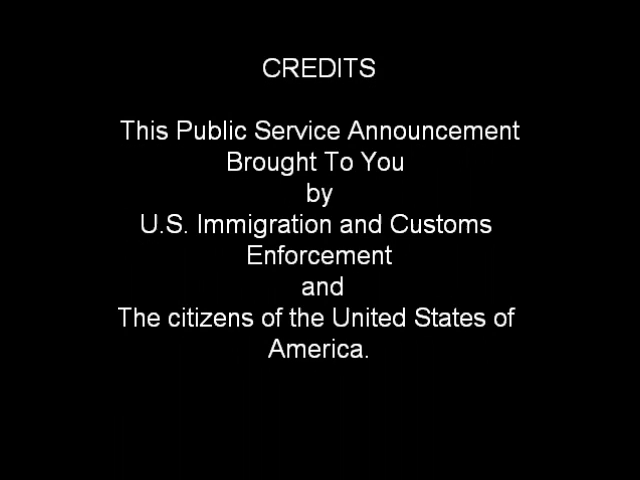 CREDITS
This Public Service Announcement
Brought To You
by
U.S. Immigration and Customs
Enforcement
and
The citizens of the United States of
America.